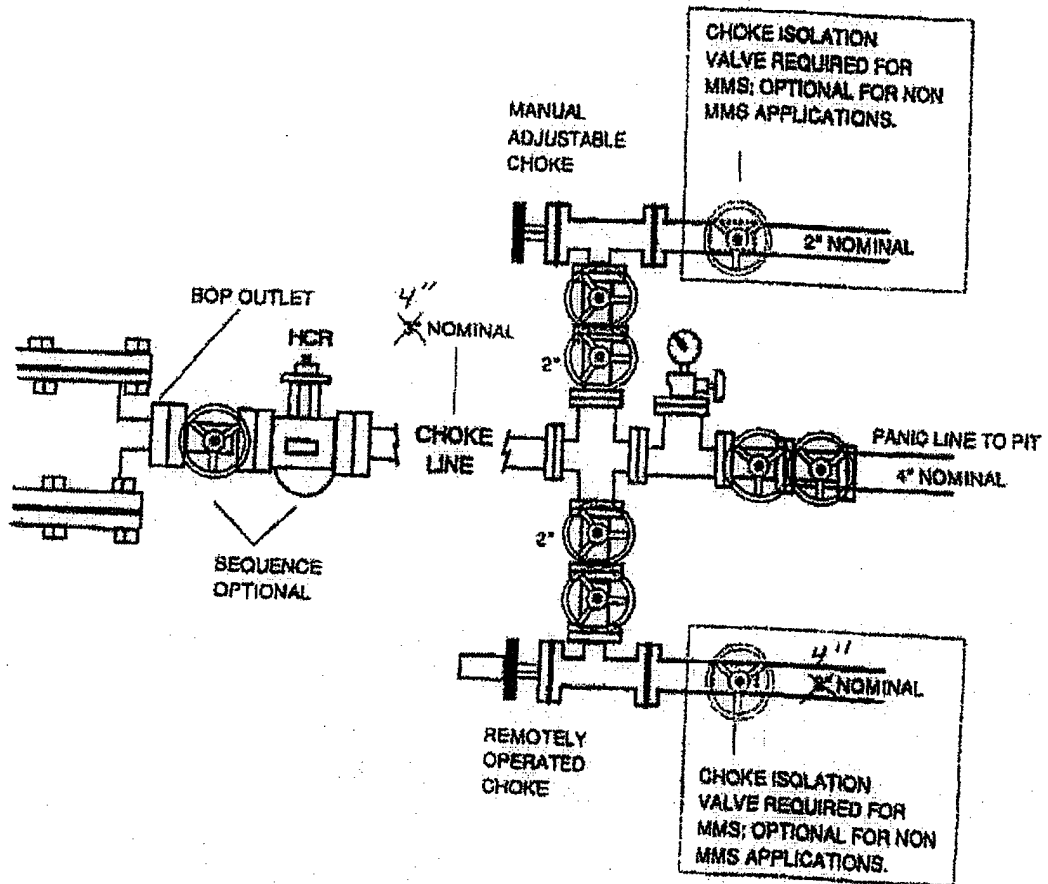 CHOKE ISOLATION
VALVE REQUIRED FOR
MMS; OPTIONAL FOR NON
MMS APPLICATIONS.
MANUAL
ADJUSTABLE
CHOKE
2" NOMINAL
BOP OUTLET
4"
3" NOMINAL
HCR
2"
CHOKE
LINE
PANIC LINE TO PIT
4" NOMINAL
2"
SEQUENCE
OPTIONAL
4"
NOMINAL
REMOTELY
OPERATED
CHOKE
CHOKE ISOLATION
VALVE REQUIRED FOR
MMS; OPTIONAL FOR NON
MMS APPLICATIONS.